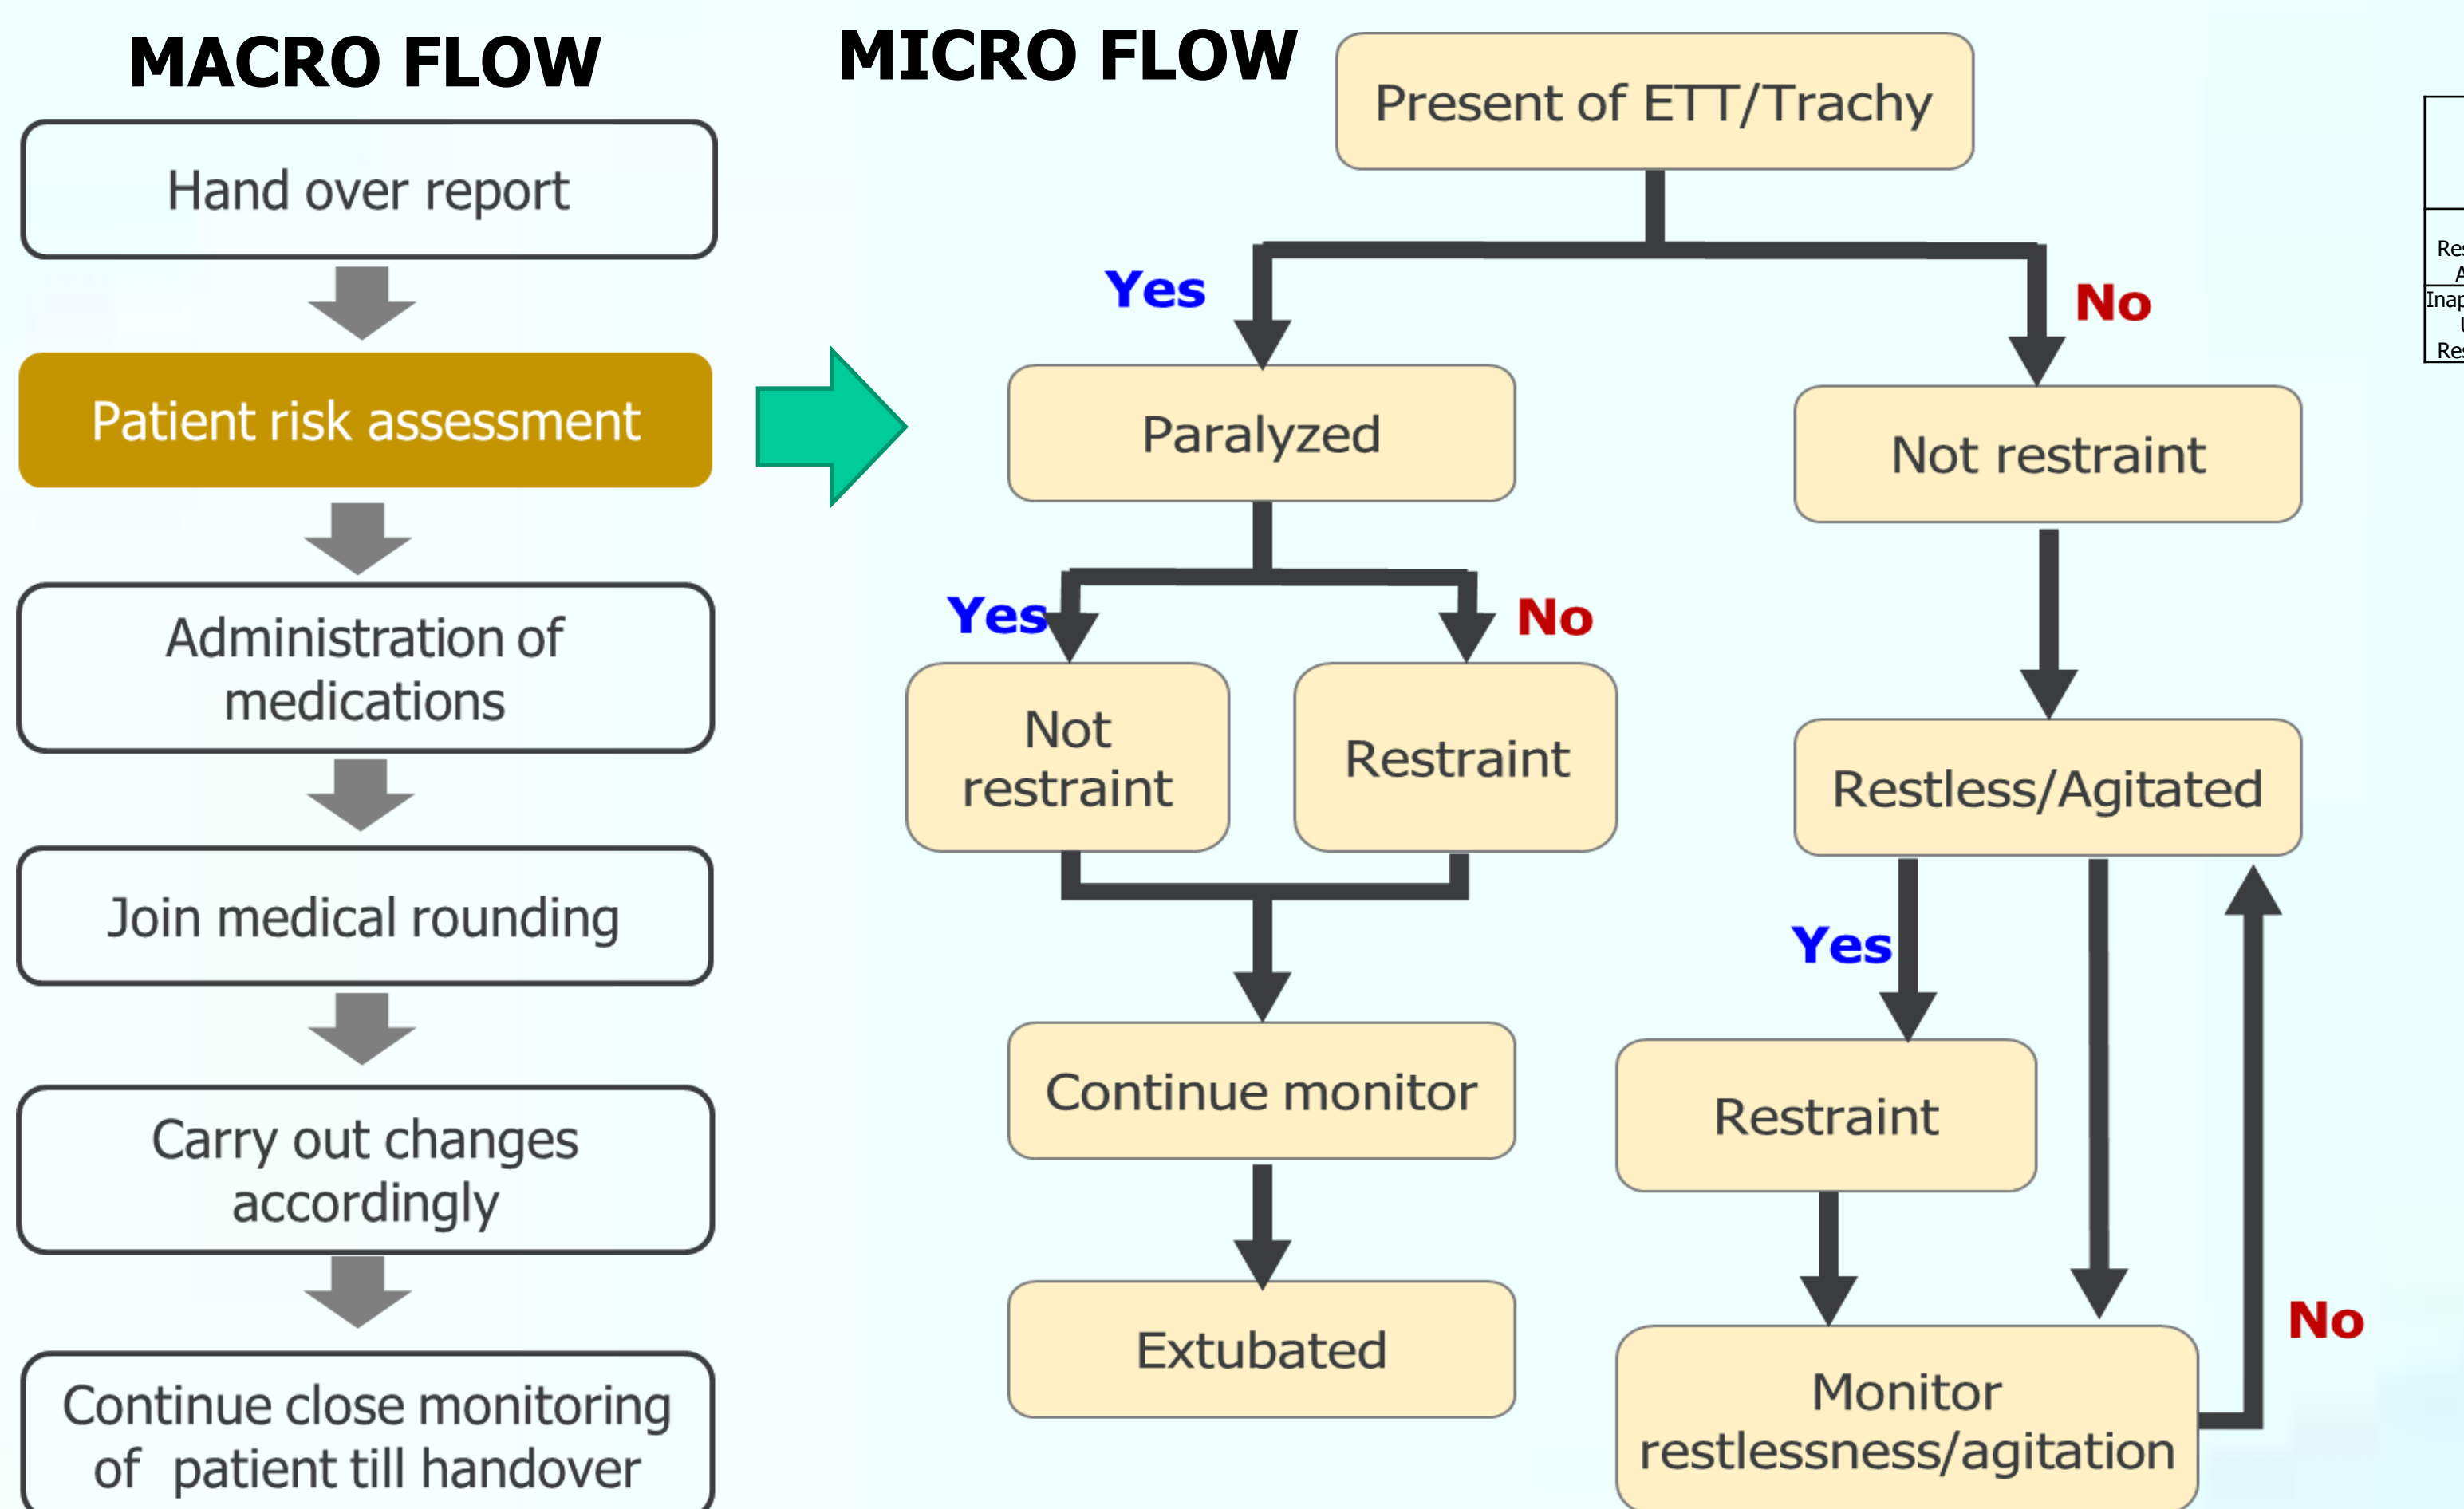 MACRO FLOW
Hand over report
Patient risk assessment
Administration of
medications
Join medical rounding
Carry out changes
accordingly
Continue close monitoring
of patient till handover
MICRO FLOW
Present of ETT/Trachy
Yes
No
Paralyzed
Not restraint
Yes
No
Not
restraint
Restraint
Restless/Agitated
Yes
Continue monitor
Restraint
Extubated
No
Monitor
restlessness/agitation